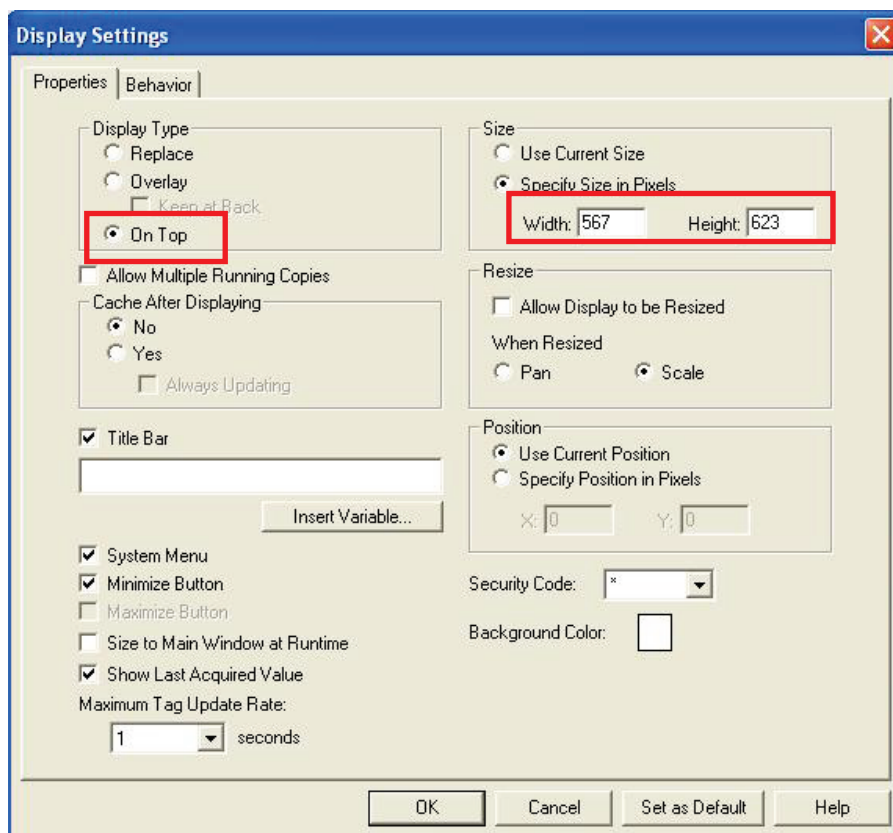 Display Settings
Properties
Behavior
Display Type
Replace
Overlay
Keep at Back
On Top
Allow Multiple Running Copies
Cache After Displaying
No
Yes
Always Updating
Title Bar
Insert Variable...
System Menu
Minimize Button
Maximize Button
Size to Main Window at Runtime
Show Last Acquired Value
Maximum Tag Update Rate:
1 seconds
Size
Use Current Size
Specify Size in Pixels
Width: 567 Height: 623
Resize
Allow Display to be Resized
When Resized
Pan Scale
Position
Use Current Position
Specify Position in Pixels
X: 0 Y: 0
Security Code: *
Background Color:
OK Cancel Set as Default Help